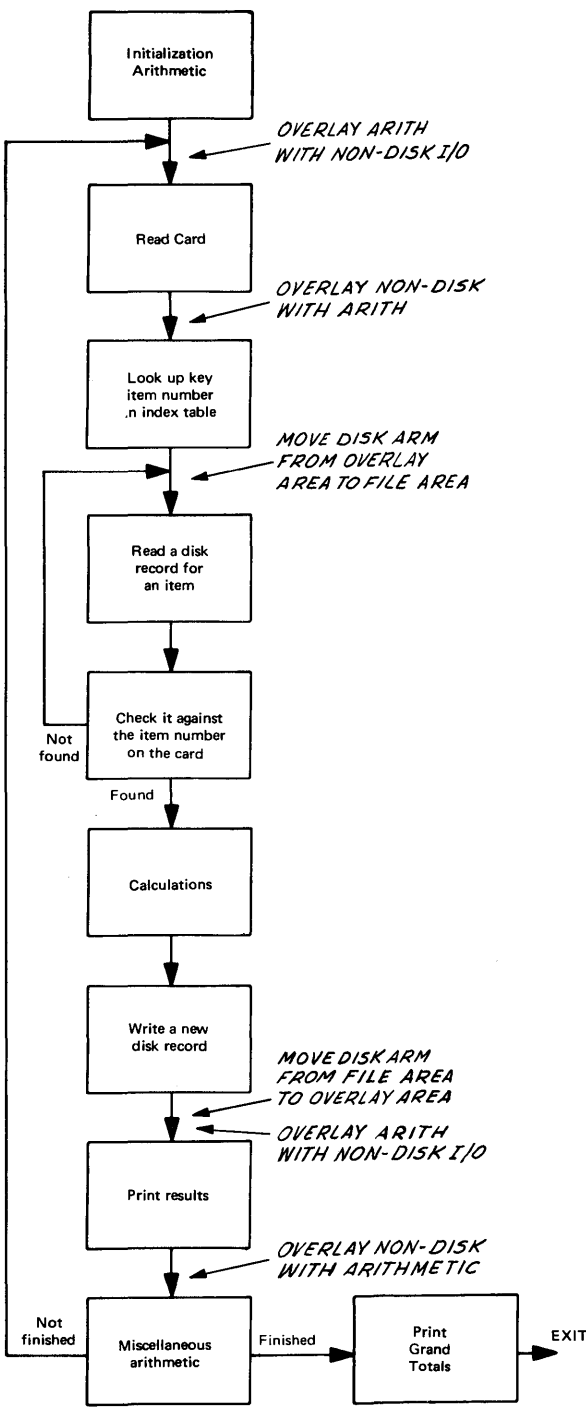 Initialization
Arithmetic
OVERLAY ARITH
WITH NON-DISK I/O
Read Card
OVERLAY NON-DISK
WITH ARITH
Look up key
item number
.n index table
MOVE DISK ARM
FROM OVERLAY
AREA TO FILE AREA
Read a disk
record for
an item
Check it against
the item number
on the card
Not
found
Found
Calculations
Write a new
disk record
MOVE DISK ARM
FROM FILE AREA
TO OVERLAY AREA
OVERLAY ARITH
WITH NON-DISK I/O
Print results
OVERLAY NON-DISK
WITH ARITHMETIC
Not
finished
Miscellaneous
arithmetic
Finished
Print
Grand
Totals
EXIT